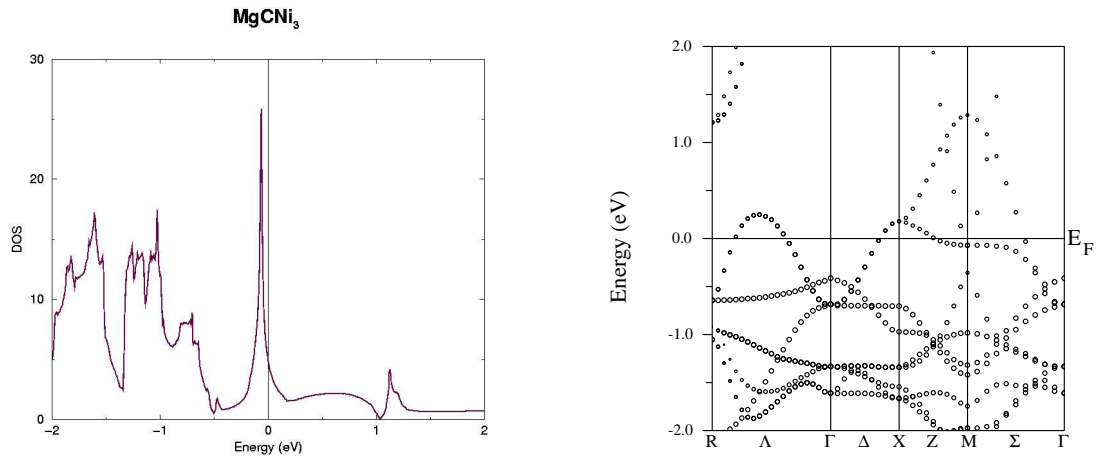 MgCNi3
30
20
10
0
DOS
−2
−1
0
1
2
Energy (eV)
2.0
1.0
0.0
-1.0
-2.0
Energy (eV)
E F
R
Λ
Γ
Δ
X
Z
M
Σ
Γ